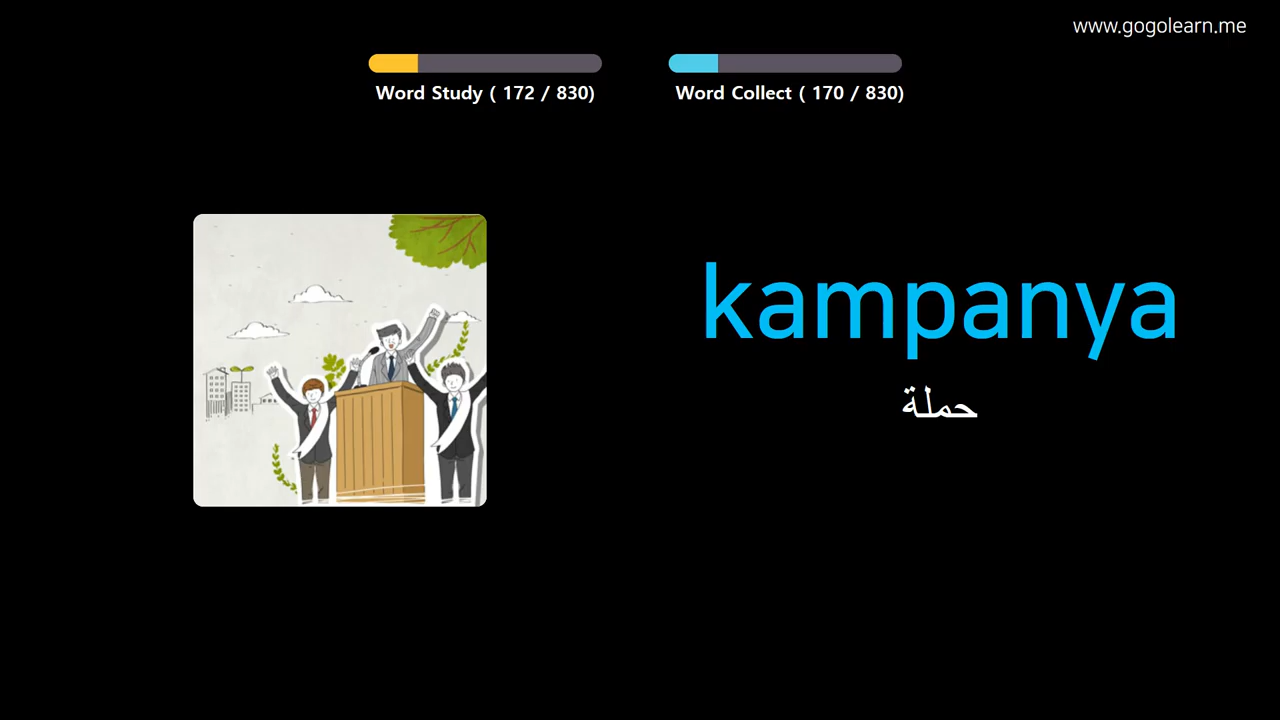 www.gogolearn.me
Word Study ( 172 / 830)
Word Collect ( 170 / 830)
kampanya
حملة